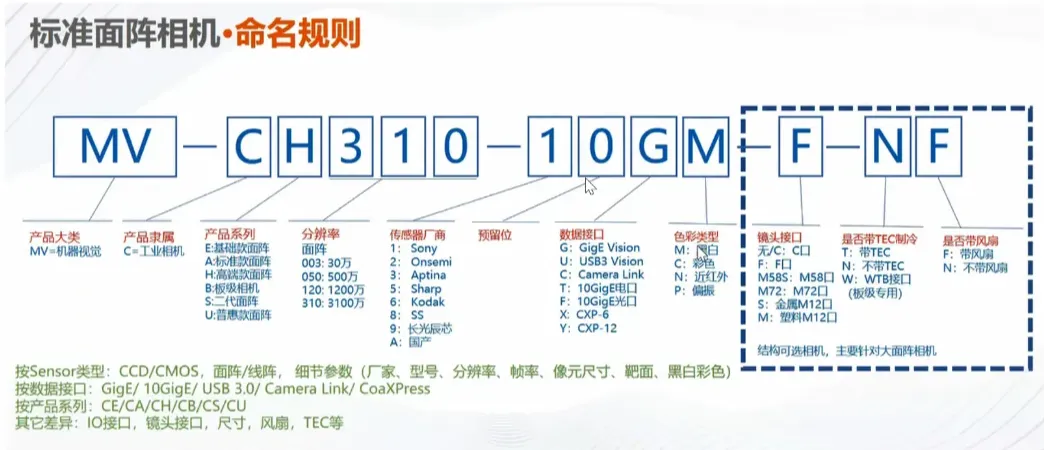 标准面阵相机•命名规则
MV — C H 3 1 0 — 1 0 G M — F — N F
产品大类
MV=机器视觉
产品隶属
C=工业相机
产品系列
E:基础款面阵
A:标准款面阵
H:高端款面阵
B:板级相机
S:二代面阵
U:普惠款面阵
分辨率
面阵
003: 30万
050: 500万
120: 1200万
310: 3100万
传感器厂商
1: Sony
2: Onsemi
3: Aptina
5: Sharp
6: Kodak
8: SS
9: 长光辰芯
A: 国产
预留位
数据接口
G: GigE Vision
U: USB3 Vision
C: Camera Link
T: 10GigE电口
F: 10GigE光口
X: CXP-6
Y: CXP-12
色彩类型
M: 黑白
C: 彩色
N: 近红外
P: 偏振
镜头接口
无/C: C口
F: F口
M58S: M58口
M72: M72口
S: 金属M12口
M: 塑料M12口
是否带TEC制冷
T: 带TEC
N: 不带TEC
W: WTB接口
(板级专用)
是否带风扇
F: 带风扇
N: 不带风扇
结构可选相机，主要针对大面阵相机
按Sensor类型：CCD/CMOS，面阵/线阵， 细节参数（厂家、型号、分辨率、帧率、像元尺寸、靶面、黑白彩色）
按数据接口：GigE/ 10GigE/ USB 3.0/ Camera Link/ CoaXPress
按产品系列：CE/CA/CH/CB/CS/CU
其它差异：IO接口，镜头接口，尺寸，风扇，TEC等